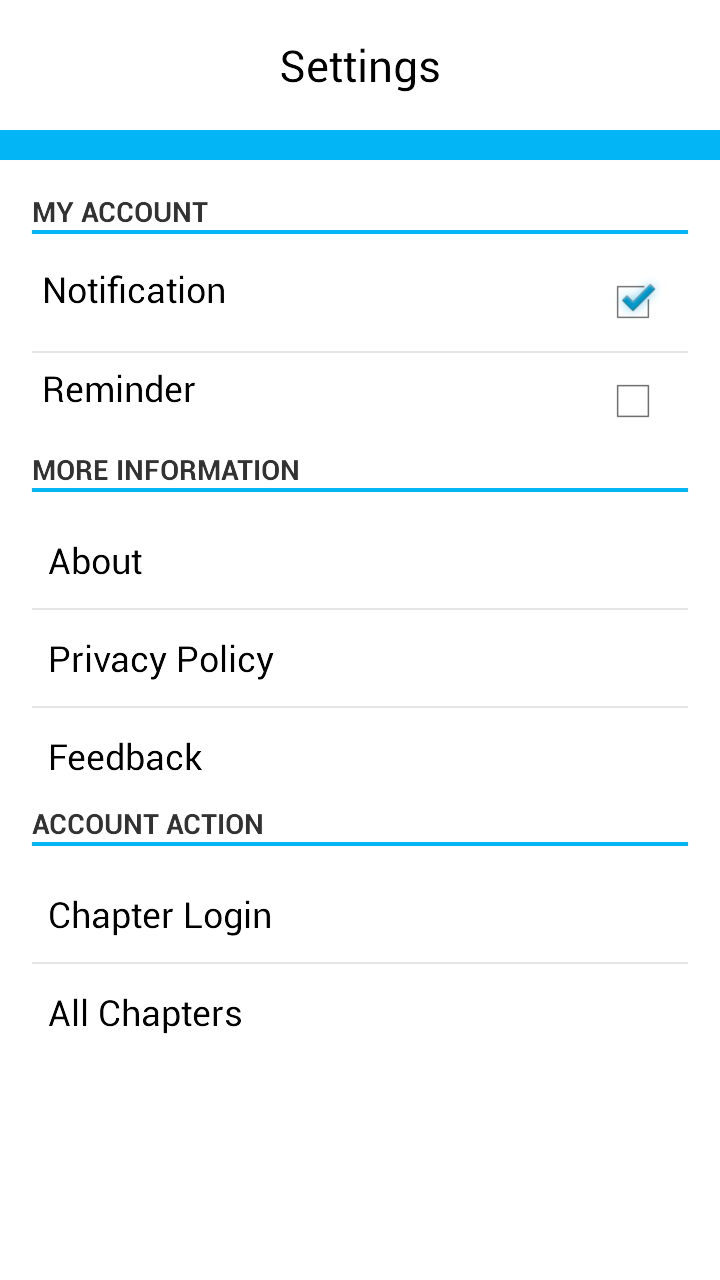 Settings
MY ACCOUNT
Notification
Reminder
MORE INFORMATION
About
Privacy Policy
Feedback
ACCOUNT ACTION
Chapter Login
All Chapters